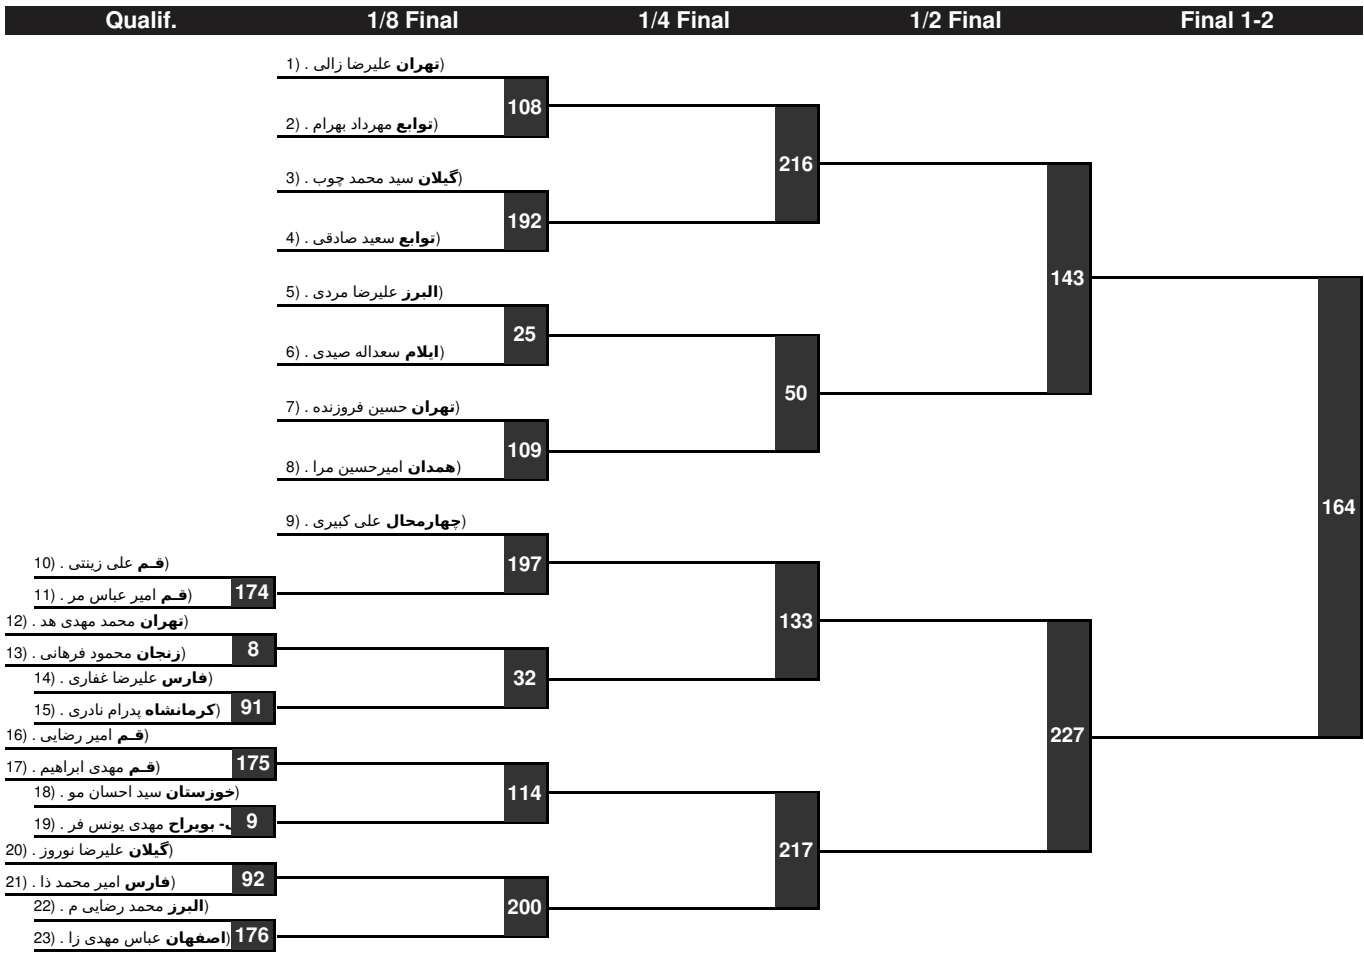 Qualif. 1/8 Final 1/4 Final 1/2 Final Final 1-2
1) . علیرضا زالی تهران)
108
2) . مهرداد بهرام توابع)
216
3) . سید محمد چوب گیلان)
192
4) . سعید صادقی توابع)
143
5) . علیرضا مردی البرز)
25
6) . سعداله صیدی ایلام)
50
7) . حسین فروزنده تهران)
109
8) . امیرحسین مرا همدان)
164
9) . علی کبیری چهارمحال)
197
10) . علی زینتی قـم)
174
11) . امیر عباس مر قـم)
12) . محمد مهدی هد تهران)
133
8
13) . محمود فرهانی زنجان)
32
14) . علیرضا غفاری فارس)
91
15) . پدرام نادری کرمانشاه)
227
16) . امیر رضایی قـم)
175
17) . مهدی ابراهیم قـم)
114
18) . سید احسان مو خوزستان)
9
19) . مهدی یونس فر بویراح -
217
20) . علیرضا نوروز گیلان)
92
21) . امیر محمد ذا فارس)
200
22) . محمد رضایی م البرز)
176
23) . عباس مهدی زا اصفهان)